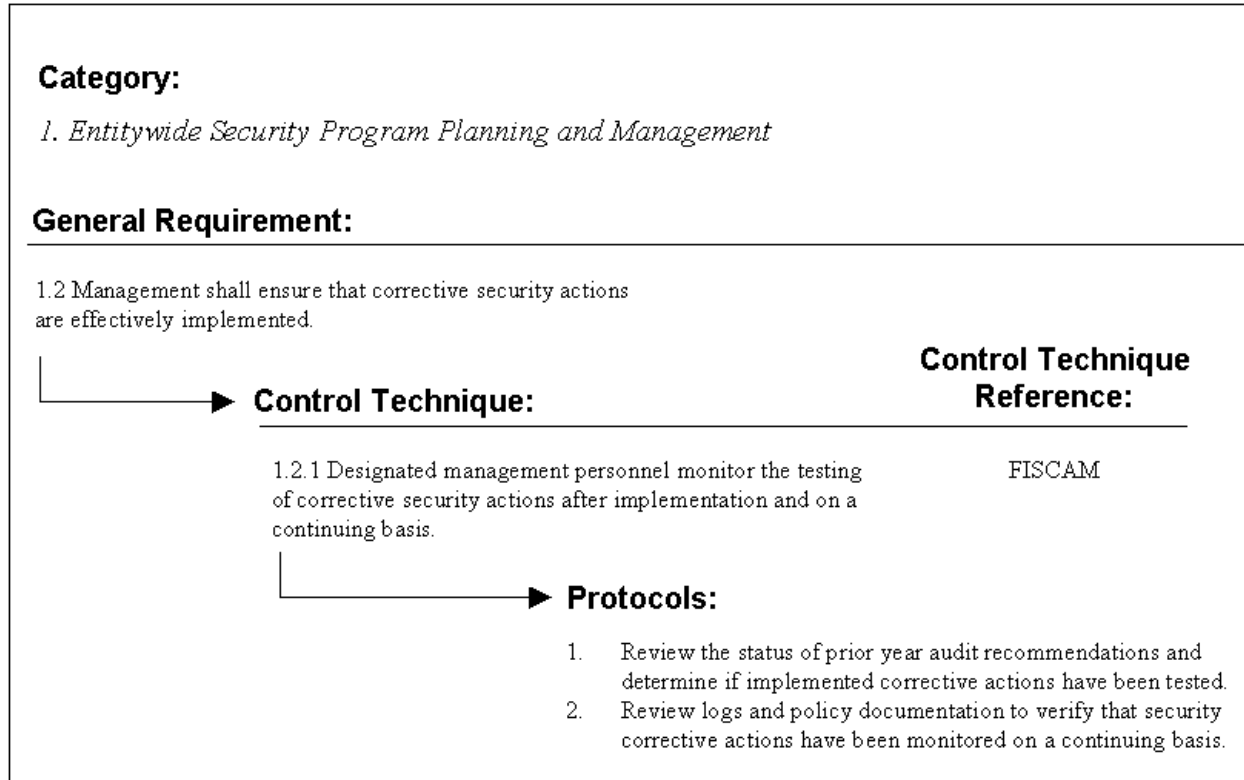 Category:
1. Entitywide Security Program Planning and Management
General Requirement:
1.2 Management shall ensure that corrective security actions
are effectively implemented.
Control Technique:
Control Technique
Reference:
1.2.1 Designated management personnel monitor the testing
of corrective security actions after implementation and on a
continuing basis.
FISCAM
Protocols:
1. Review the status of prior year audit recommendations and
determine if implemented corrective actions have been tested.
2. Review logs and policy documentation to verify that security
corrective actions have been monitored on a continuing basis.